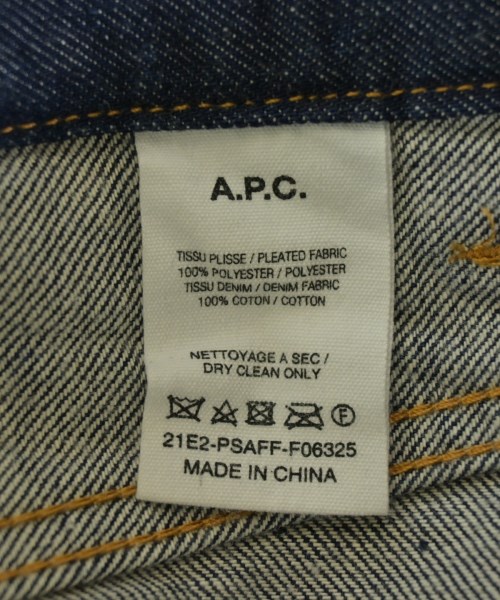 A.P.C.
TISSU PLISSE / PLEATED FABRIC
100% POLYESTER / POLYESTER
TISSU DENIM / DENIM FABRIC
100% COTON / COTTON
NETTOYAGE A SEC /
DRY CLEAN ONLY
F
21E2-PSAFF-F06325
MADE IN CHINA